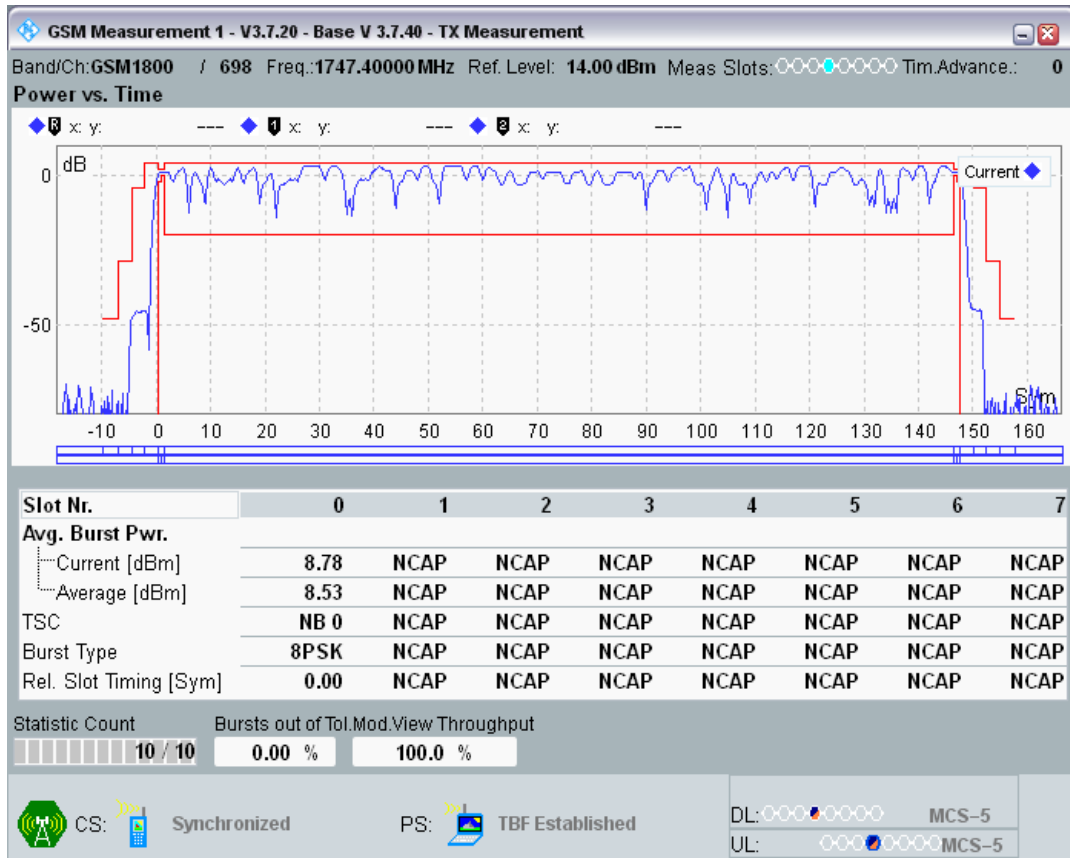 GSM Measurement 1 - V3.7.20 - Base V 3.7.40 - TX Measurement
Band/Ch:GSM1800 / 698 Freq.:1747.40000 MHz Ref. Level: 14.00 dBm Meas Slots: Tim.Advance.: 0
Power vs. Time
R x: y: --- 1 x: y: --- 2 x: y: ---
dB
Current
0
-50
Sym
-10 0 10 20 30 40 50 60 70 80 90 100 110 120 130 140 150 160
Slot Nr. 0 1 2 3 4 5 6 7
Avg. Burst Pwr.
Current [dBm] 8.78 NCAP NCAP NCAP NCAP NCAP NCAP NCAP
Average [dBm] 8.53 NCAP NCAP NCAP NCAP NCAP NCAP NCAP
TSC NB 0 NCAP NCAP NCAP NCAP NCAP NCAP NCAP
Burst Type 8PSK NCAP NCAP NCAP NCAP NCAP NCAP NCAP
Rel. Slot Timing [Sym] 0.00 NCAP NCAP NCAP NCAP NCAP NCAP NCAP
Statistic Count Bursts out of Tol. Mod.View Throughput
10 / 10 0.00 % 100.0 %
CS: Synchronized PS: TBF Established
DL: MCS-5
UL: MCS-5